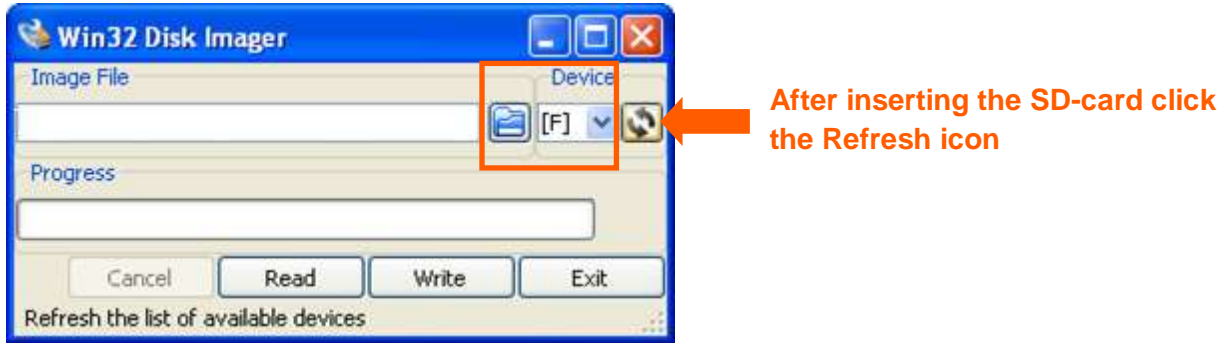 Win32 Disk Imager
Image File
Device
[F]
After inserting the SD-card click
the Refresh icon
Progress
Cancel
Read
Write
Exit
Refresh the list of available devices